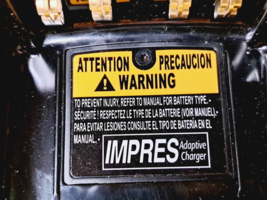 ATTENTION PRECAUCION
WARNING
TO PREVENT INJURY, REFER TO MANUAL FOR BATTERY TYPE.-
SÉCURITÉ ! RESPECTEZ LE TYPE DE LA BATTERIE (VOIR MANUEL).-
PARA EVITAR LESIONES CONSULTE EL TIPO DE BATERÍA EN EL
MANUAL.-
IMPRES Adaptive
Charger